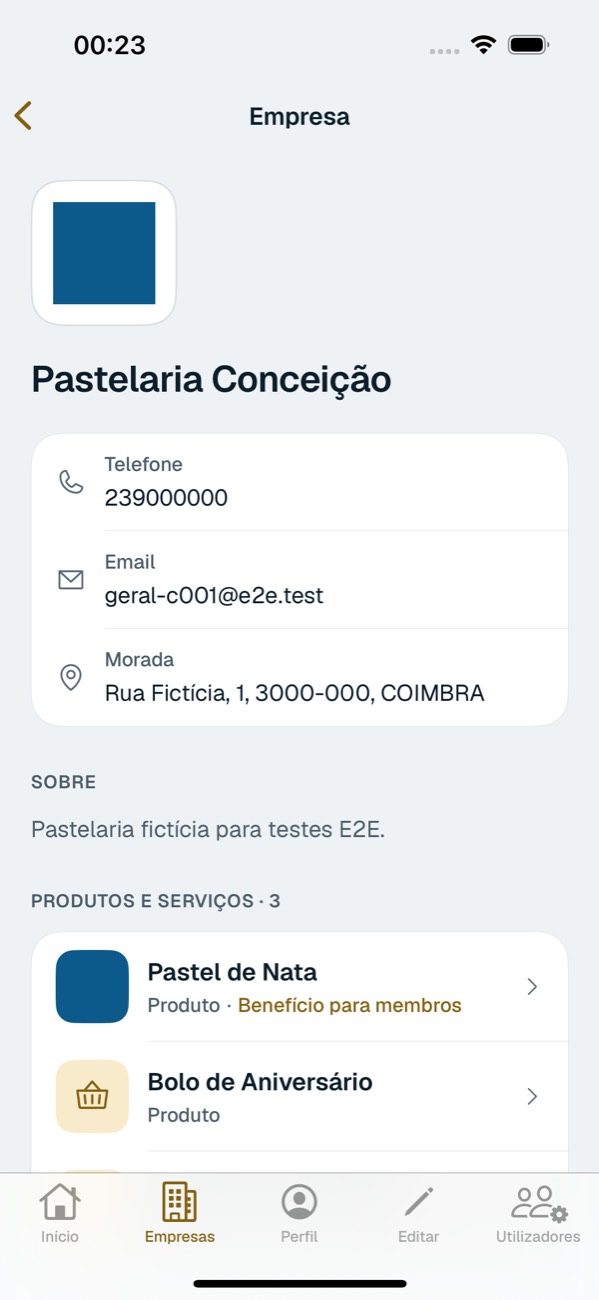 00:23
Empresa
Pastelaria Conceição
Telefone
239000000
Email
geral-c001@e2e.test
Morada
Rua Fictícia, 1, 3000-000, COIMBRA
SOBRE
Pastelaria fictícia para testes E2E.
PRODUTOS E SERVIÇOS · 3
Pastel de Nata
Produto · Benefício para membros
Bolo de Aniversário
Produto
Início Empresas Perfil Editar Utilizadores